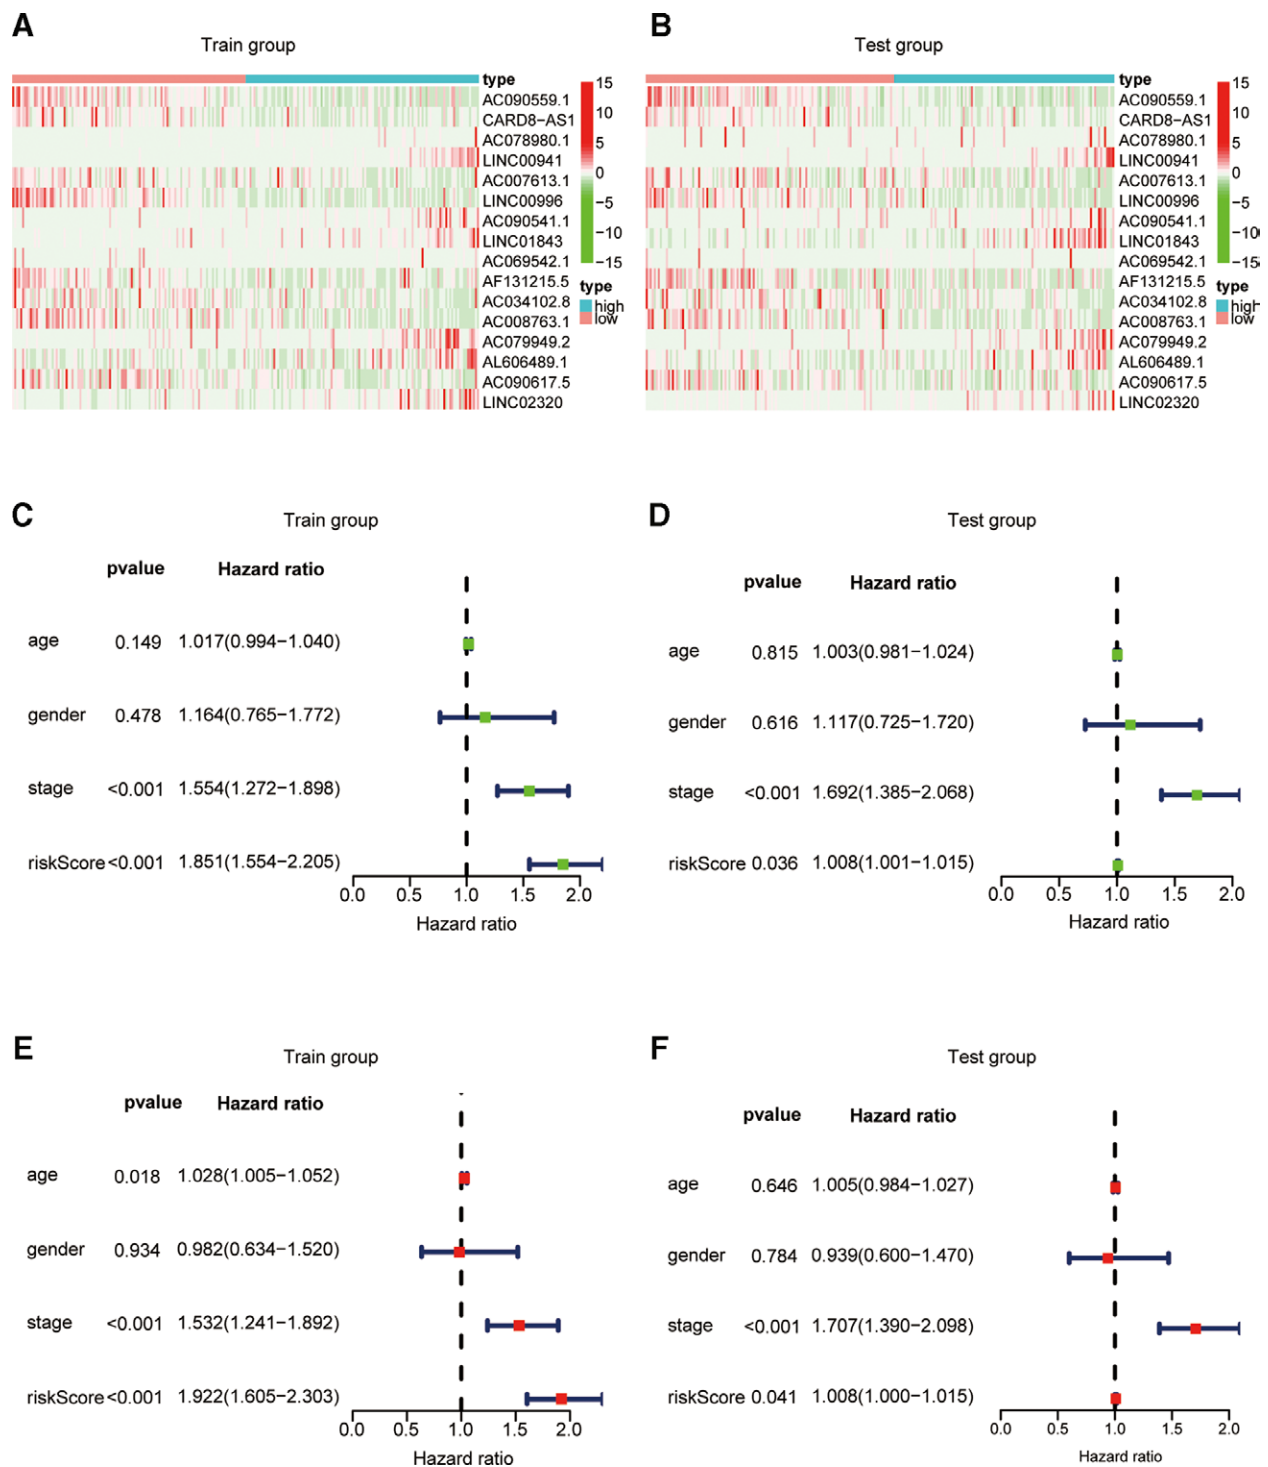 A
Train group
type
AC090559.1
CARD8−AS1
AC078980.1
LINC00941
AC007613.1
LINC00996
AC090541.1
LINC01843
AC069542.1
AF131215.5
AC034102.8
AC008763.1
AC079949.2
AL606489.1
AC090617.5
LINC02320
15
10
5
0
−5
−10
−15
type
high
low
B
Test group
type
AC090559.1
CARD8−AS1
AC078980.1
LINC00941
AC007613.1
LINC00996
AC090541.1
LINC01843
AC069542.1
AF131215.5
AC034102.8
AC008763.1
AC079949.2
AL606489.1
AC090617.5
LINC02320
15
10
5
0
−5
−10
−15
type
high
low
C
Train group
pvalue Hazard ratio
age 0.149 1.017(0.994−1.040)
gender 0.478 1.164(0.765−1.772)
stage <0.001 1.554(1.272−1.898)
riskScore <0.001 1.851(1.554−2.205)
0.0 0.5 1.0 1.5 2.0
Hazard ratio
D
Test group
pvalue Hazard ratio
age 0.815 1.003(0.981−1.024)
gender 0.616 1.117(0.725−1.720)
stage <0.001 1.692(1.385−2.068)
riskScore 0.036 1.008(1.001−1.015)
0.0 0.5 1.0 1.5 2.0
Hazard ratio
E
Train group
pvalue Hazard ratio
age 0.018 1.028(1.005−1.052)
gender 0.934 0.982(0.634−1.520)
stage <0.001 1.532(1.241−1.892)
riskScore <0.001 1.922(1.605−2.303)
0.0 0.5 1.0 1.5 2.0
Hazard ratio
F
Test group
pvalue Hazard ratio
age 0.646 1.005(0.984−1.027)
gender 0.784 0.939(0.600−1.470)
stage <0.001 1.707(1.390−2.098)
riskScore 0.041 1.008(1.000−1.015)
0.0 0.5 1.0 1.5 2.0
Hazard ratio